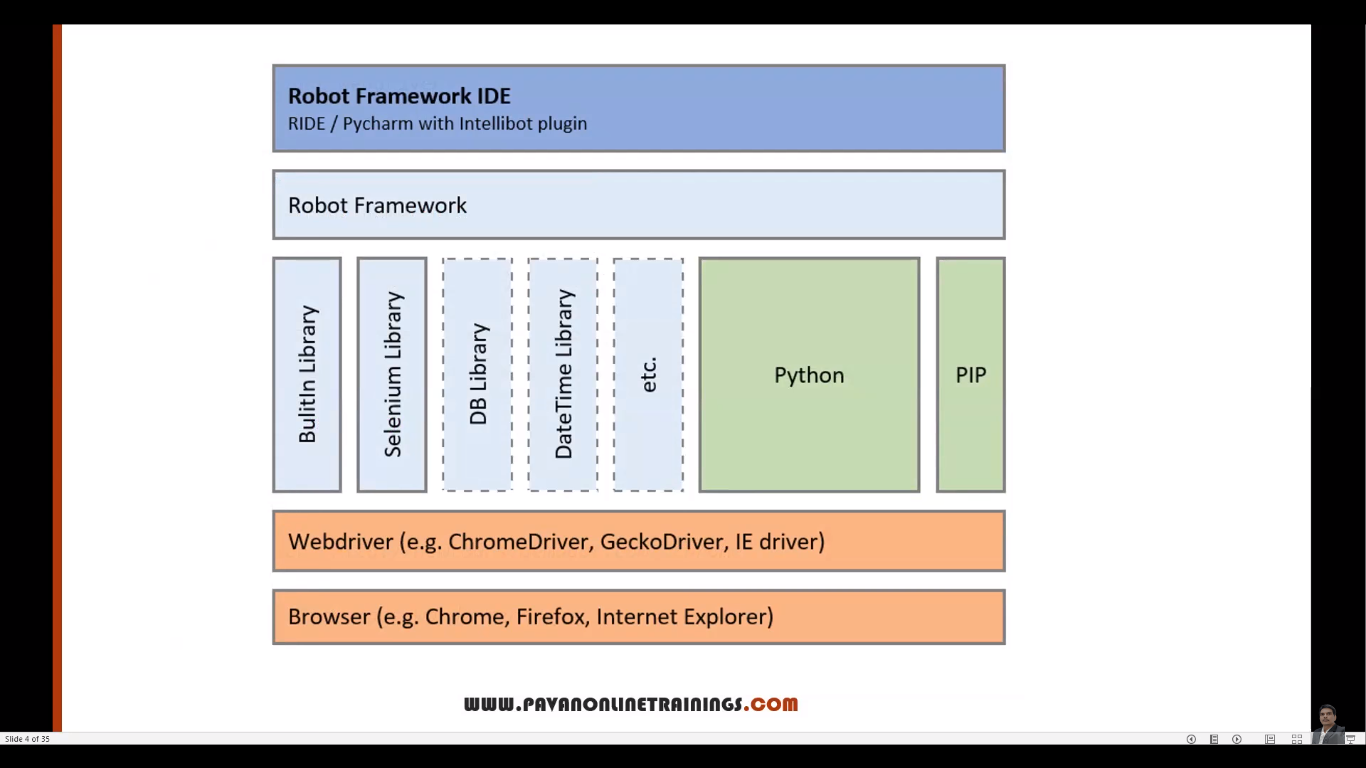 Robot Framework IDE
RIDE / Pycharm with Intellibot plugin
Robot Framework
BulitIn Library
Selenium Library
DB Library
DateTime Library
etc.
Python
PIP
Webdriver (e.g. ChromeDriver, GeckoDriver, IE driver)
Browser (e.g. Chrome, Firefox, Internet Explorer)
WWW.PAVANONLINETRAININGS.COM
Slide 4 of 35